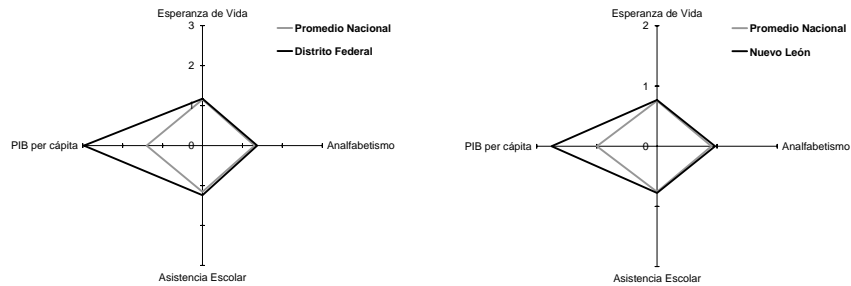 Esperanza de Vida
3
Promedio Nacional
Distrito Federal
2
1
PIB per cápita
0
Analfabetismo
Asistencia Escolar
Esperanza de Vida
2
Promedio Nacional
Nuevo León
1
PIB per cápita
0
Analfabetismo
Asistencia Escolar